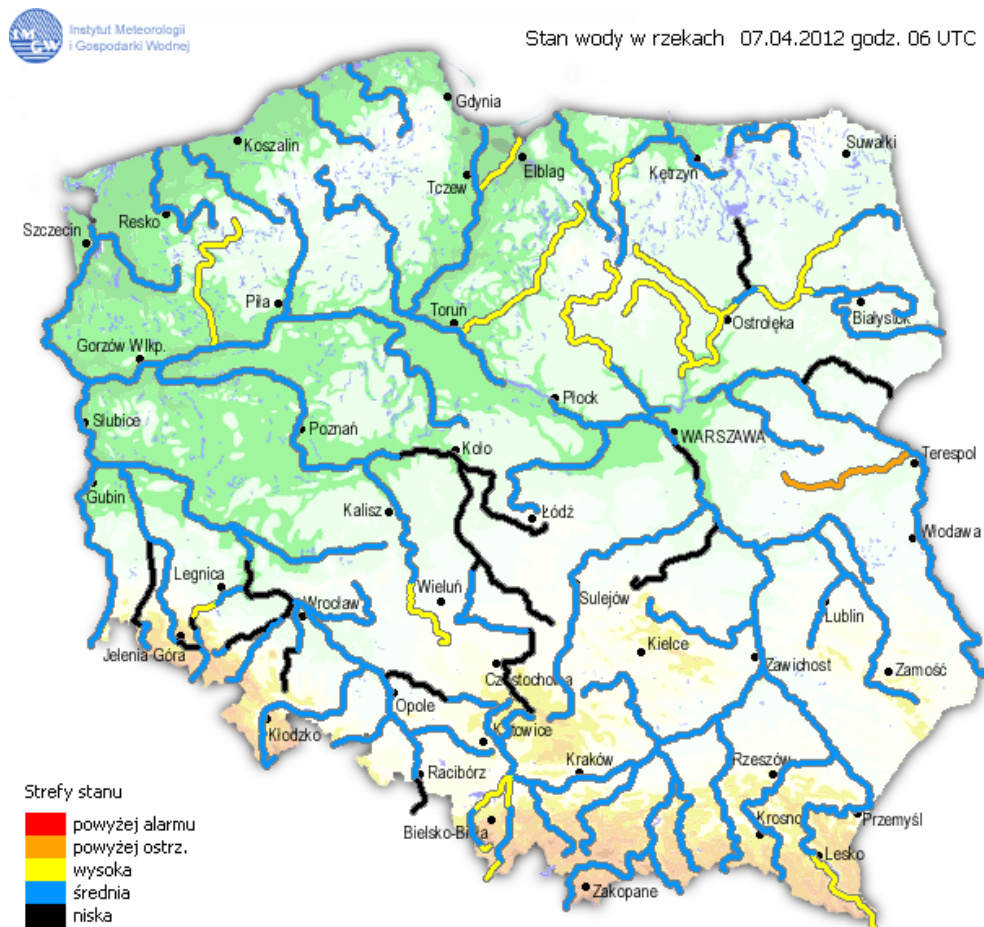 IMGW
Instytut Meteorologii
i Gospodarki Wodnej
Stan wody w rzekach 07.04.2012 godz. 06 UTC
Gdynia
Koszalin
Suwałki
Elbląg
Kętrzyn
Tczew
Resko
Szczecin
Piła
Toruń
Ostrołęka
Białystok
Gorzów Wlkp.
Płock
Słubice
Poznań
WARSZAWA
Koło
Terespol
Gubin
Kalisz
Łódź
Włodawa
Legnica
Wieluń
Wrocław
Sulejów
Lublin
Jelenia Góra
Kielce
Zawichost
Zamość
Częstochowa
Opole
Kłodzko
Katowice
Racibórz
Kraków
Rzeszów
Strefy stanu
powyżej alarmu
powyżej ostrz.
wysoka
średnia
niska
Bielsko-Biała
Krosno
Przemyśl
Lesko
Zakopane